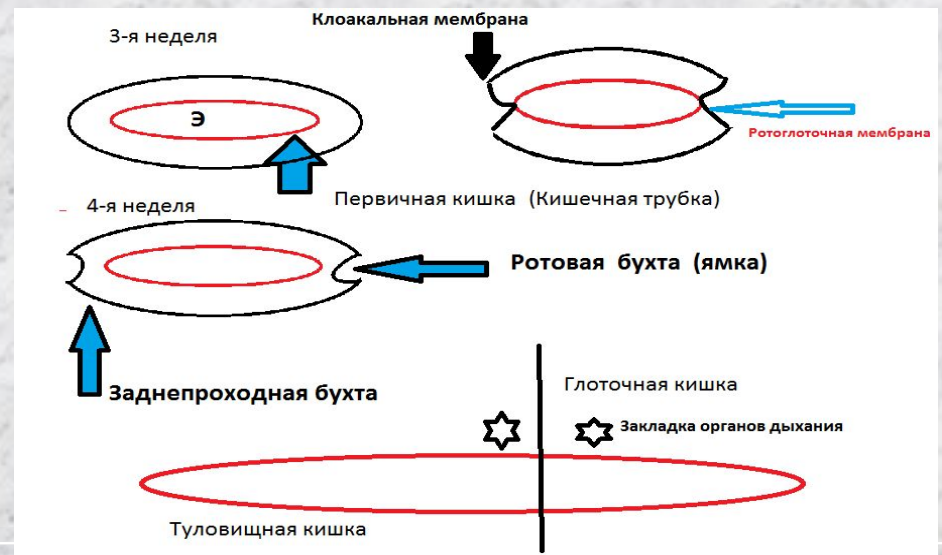 Клоакальная мембрана
3-я неделя
Э
Ротоглоточная мембрана
Первичная кишка (Кишечная трубка)
4-я неделя
Ротовая бухта (ямка)
Заднепроходная бухта
Глоточная кишка
Закладка органов дыхания
Туловищная кишка